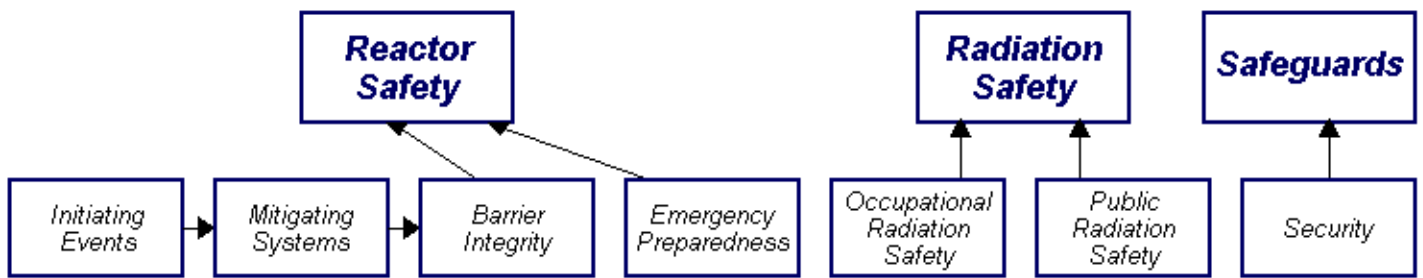 Reactor
Safety
Radiation
Safety
Safeguards
Initiating
Events
Mitigating
Systems
Barrier
Integrity
Emergency
Preparedness
Occupational
Radiation
Safety
Public
Radiation
Safety
Security